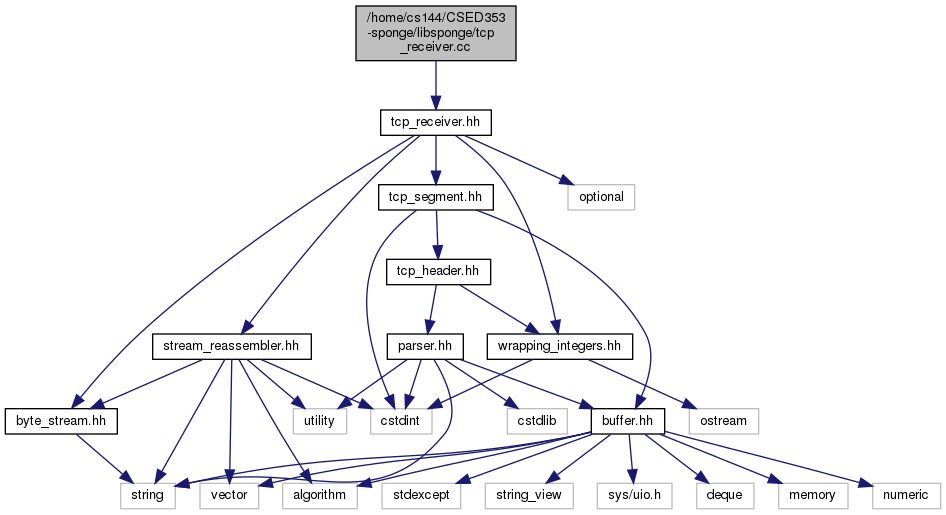 /home/cs144/CSED353
-sponge/libsponge/tcp
_receiver.cc
tcp_receiver.hh
tcp_segment.hh
optional
tcp_header.hh
stream_reassembler.hh
parser.hh
wrapping_integers.hh
byte_stream.hh
utility
cstdint
cstdlib
buffer.hh
ostream
string
vector
algorithm
stdexcept
string_view
sys/uio.h
deque
memory
numeric